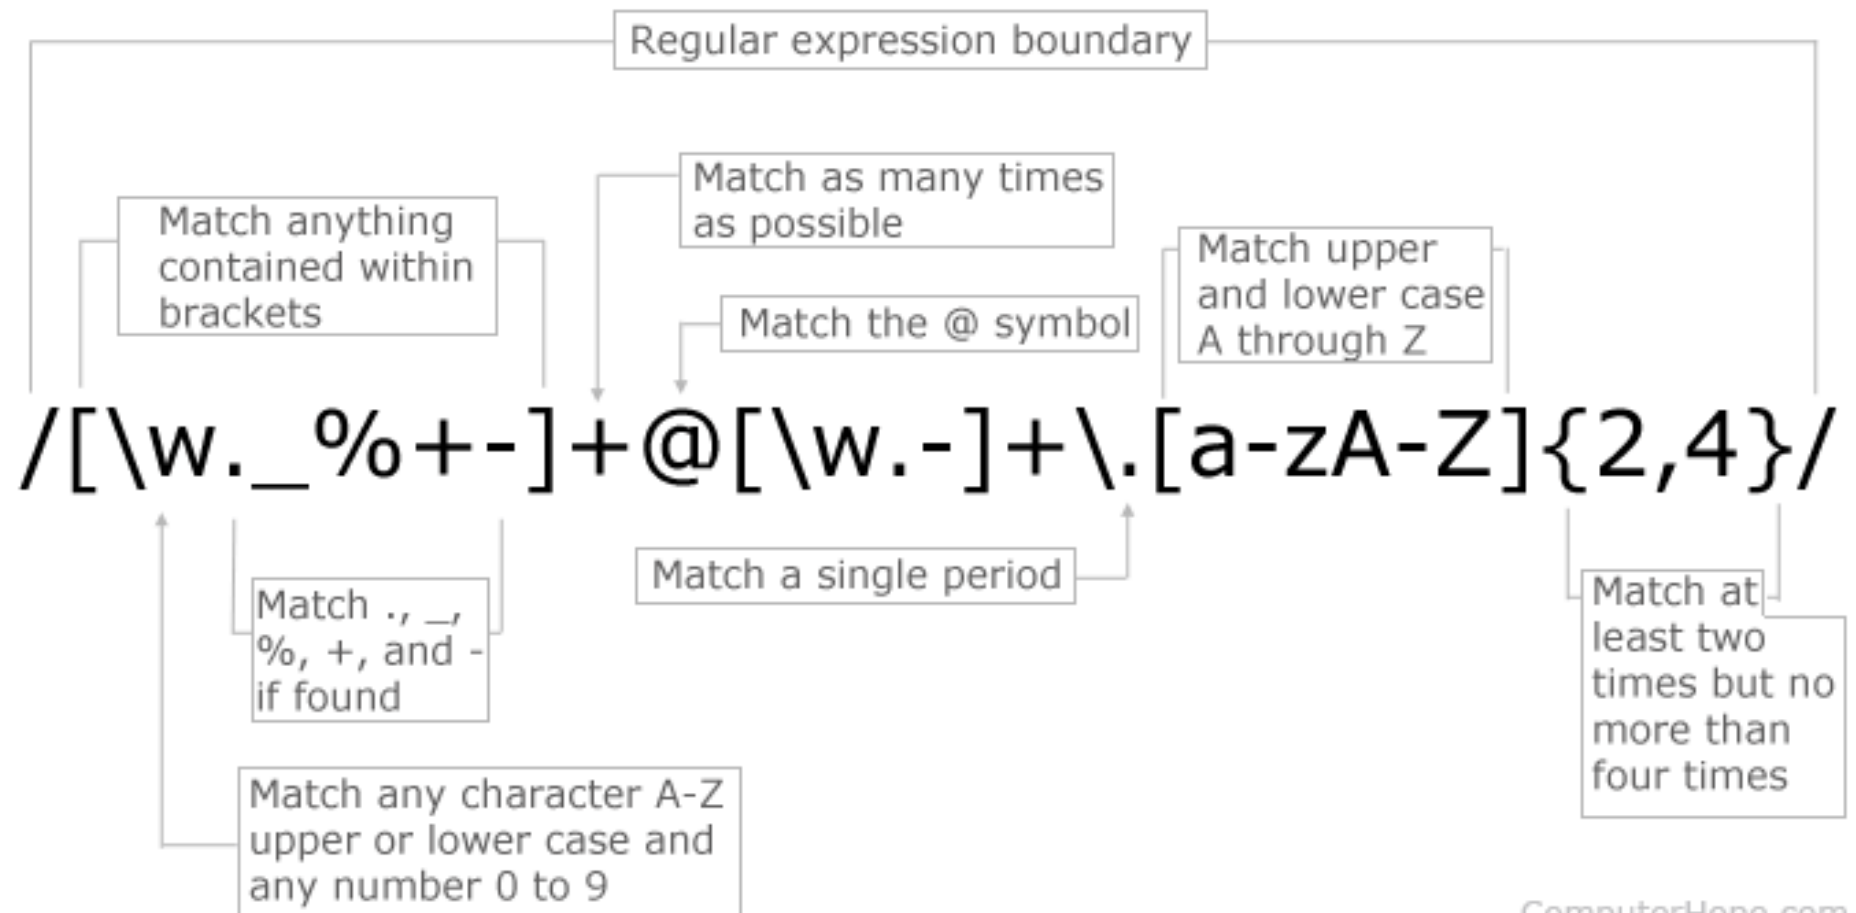 Regular expression boundary
Match as many times
as possible
Match anything
contained within
brackets
Match upper
and lower case
A through Z
Match the @ symbol
/[\w._%+-]+@[\w.-]+\.[a-zA-Z]{2,4}/
Match a single period
Match ., _,
%, +, and -
if found
Match at
least two
times but no
more than
four times
Match any character A-Z
upper or lower case and
any number 0 to 9
ComputerHope.com